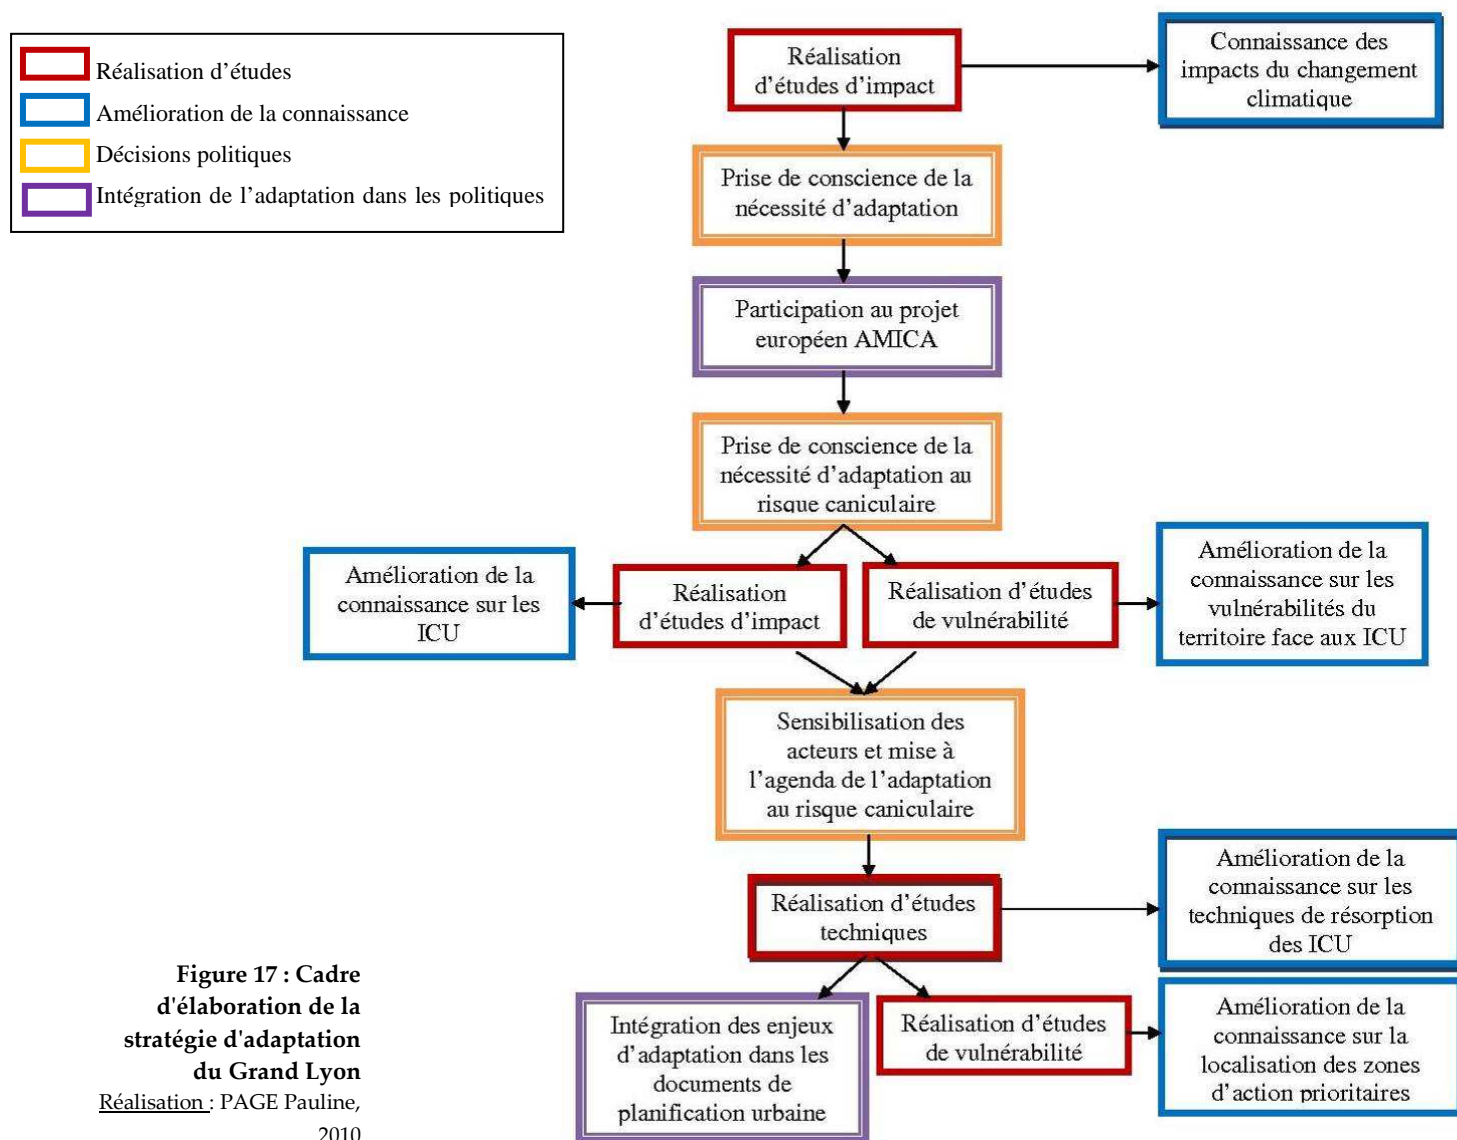 Réalisation d’études
Amélioration de la connaissance
Décisions politiques
Intégration de l’adaptation dans les politiques
Réalisation
d’études d’impact
Connaissance des
impacts du changement
climatique
Prise de conscience de la
nécessité d’adaptation
Participation au projet
européen AMICA
Prise de conscience de la
nécessité d’adaptation au
risque caniculaire
Amélioration de la
connaissance sur les
ICU
Réalisation
d’études d’impact
Réalisation d’études
de vulnérabilité
Amélioration de la
connaissance sur les
vulnérabilités du
territoire face aux ICU
Sensibilisation des
acteurs et mise à
l’agenda de l’adaptation
au risque caniculaire
Réalisation d’études
techniques
Amélioration de la
connaissance sur les
techniques de résorption
des ICU
Intégration des enjeux
d’adaptation dans les
documents de
planification urbaine
Réalisation d’études
de vulnérabilité
Amélioration de la
connaissance sur la
localisation des zones
d’action prioritaires
Figure 17 : Cadre
d'élaboration de la
stratégie d'adaptation
du Grand Lyon
Réalisation : PAGE Pauline,
2010